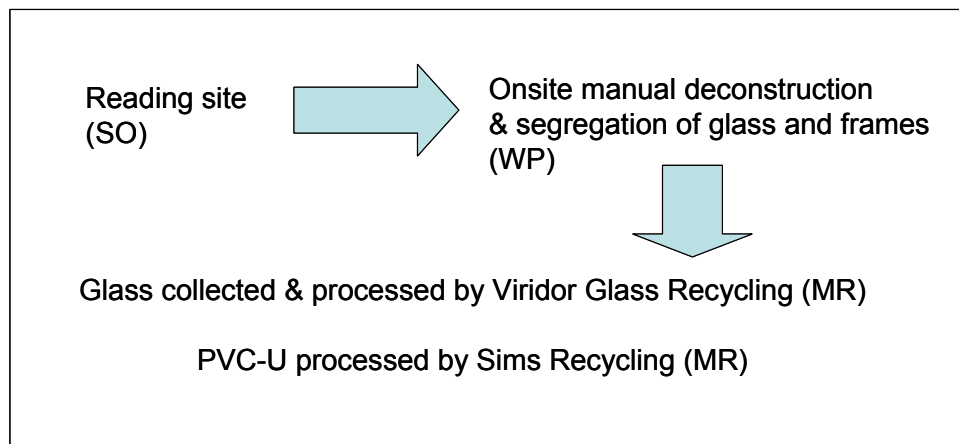 Reading site
(SO)
Onsite manual deconstruction
& segregation of glass and frames
(WP)
Glass collected & processed by Viridor Glass Recycling (MR)
PVC-U processed by Sims Recycling (MR)